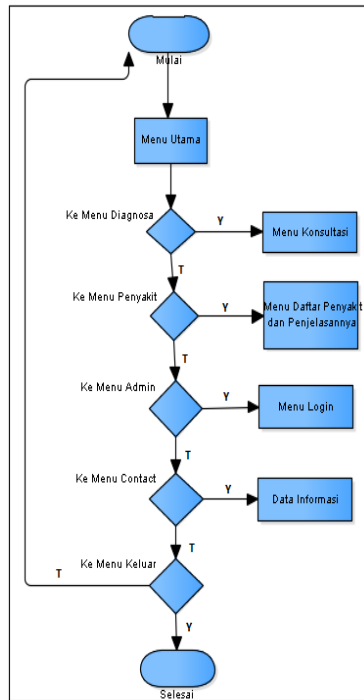 Mulai
Menu Utama
Ke Menu Diagnosa
Y
Menu Konsultasi
T
Ke Menu Penyakit
Y
Menu Daftar Penyakit
dan Penjelasannya
T
Ke Menu Admin
Y
Menu Login
T
Ke Menu Contact
Y
Data Informasi
T
Ke Menu Keluar
T
Y
Selesai